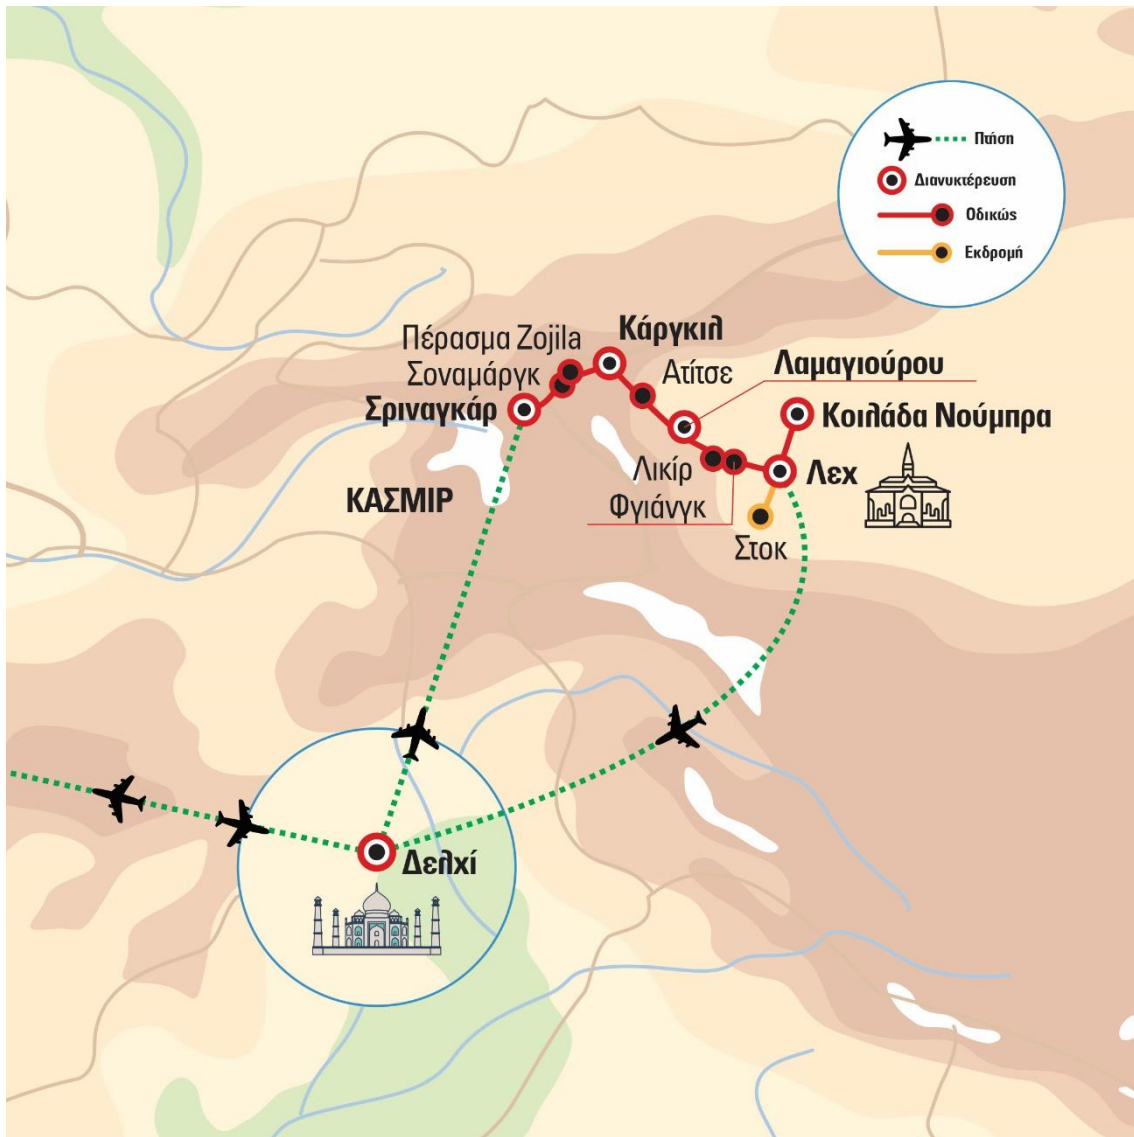 Πτήση
Διανυκτέρευση
Οδικώς
Εκδρομή
Κάργκιλ
Πέρασμα Zojila
Ατίτσε
Λαμαγιούρου
Σοναμάργκ
Σριναγκάρ
Κοιλάδα Νούμπρα
Λικίρ
Λεχ
ΚΑΣΜΙΡ
Φγιάνγκ
Στοκ
Δελχί